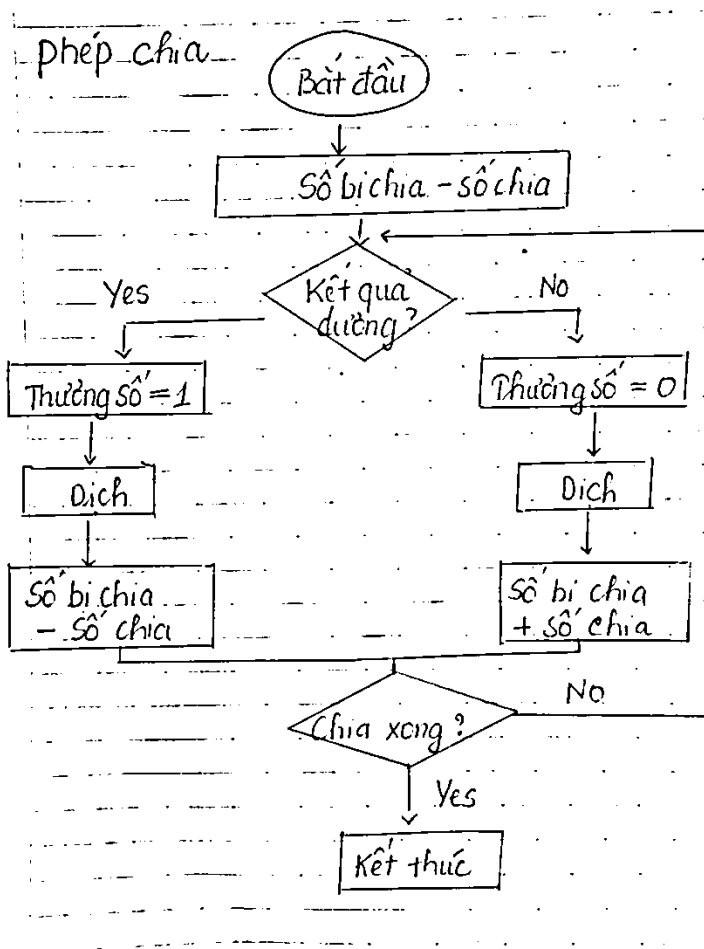 Phép chia
Bắt đầu
Số bị chia - số chia
Kết quả
dương?
Yes
No
Thương số = 1
Thương số = 0
Dịch
Dịch
Số bị chia
- Số chia
Số bị chia
+ Số chia
Chia xong?
No
Yes
Kết thúc